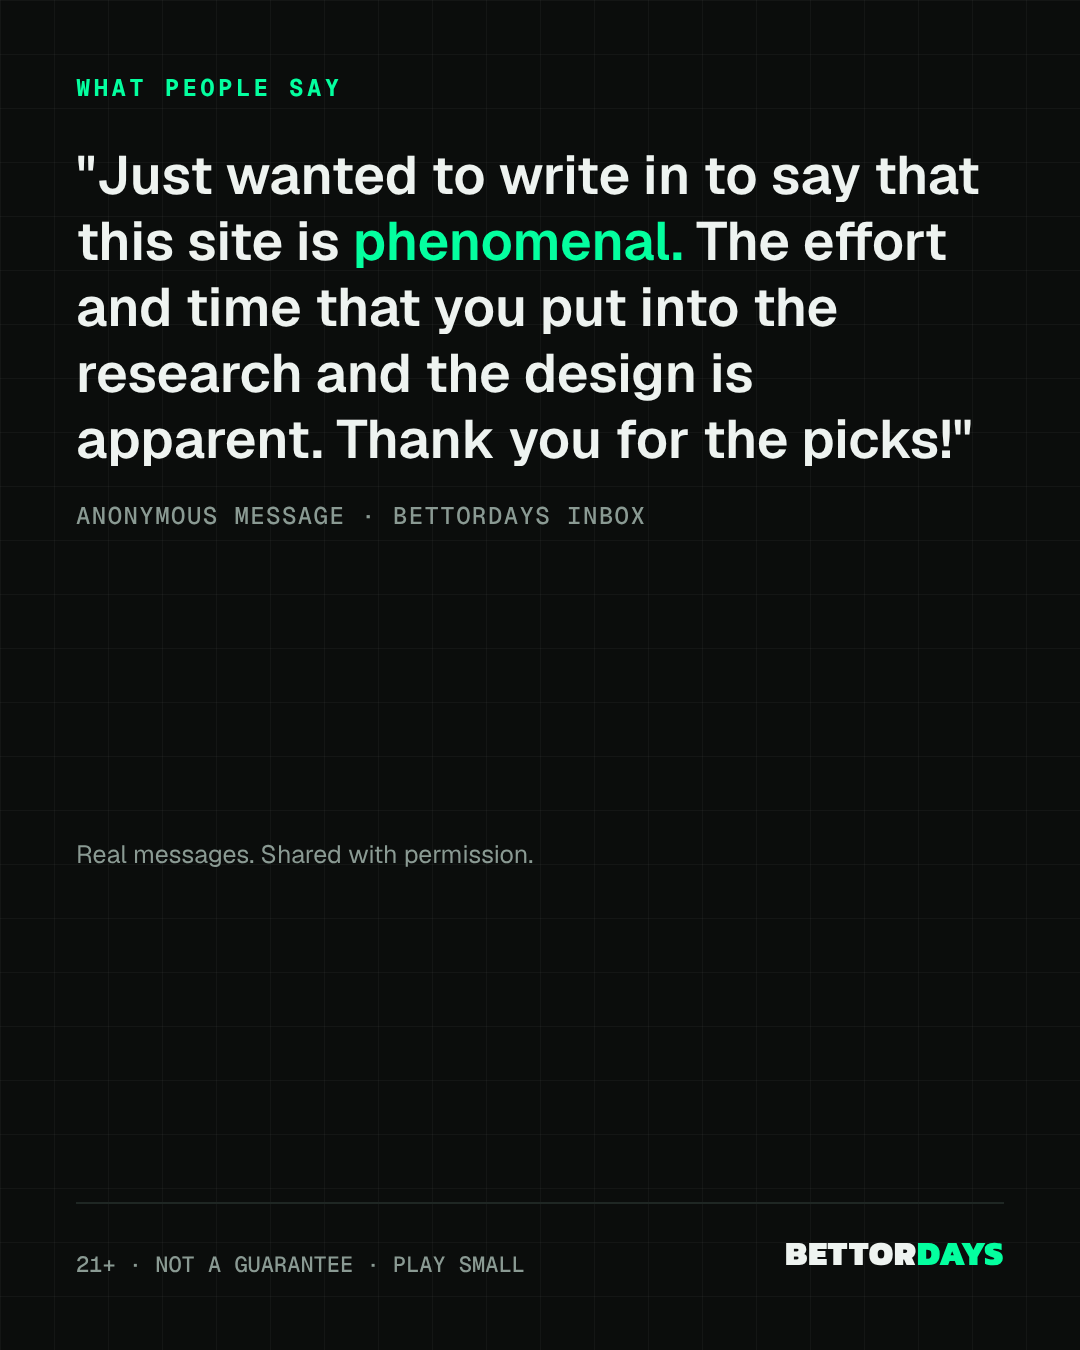 WHAT PEOPLE SAY
"Just wanted to write in to say that
this site is phenomenal. The effort
and time that you put into the
research and the design is
apparent. Thank you for the picks!"
ANONYMOUS MESSAGE · BETTORDAYS INBOX
Real messages. Shared with permission.
21+ · NOT A GUARANTEE · PLAY SMALL
BETTORDAYS